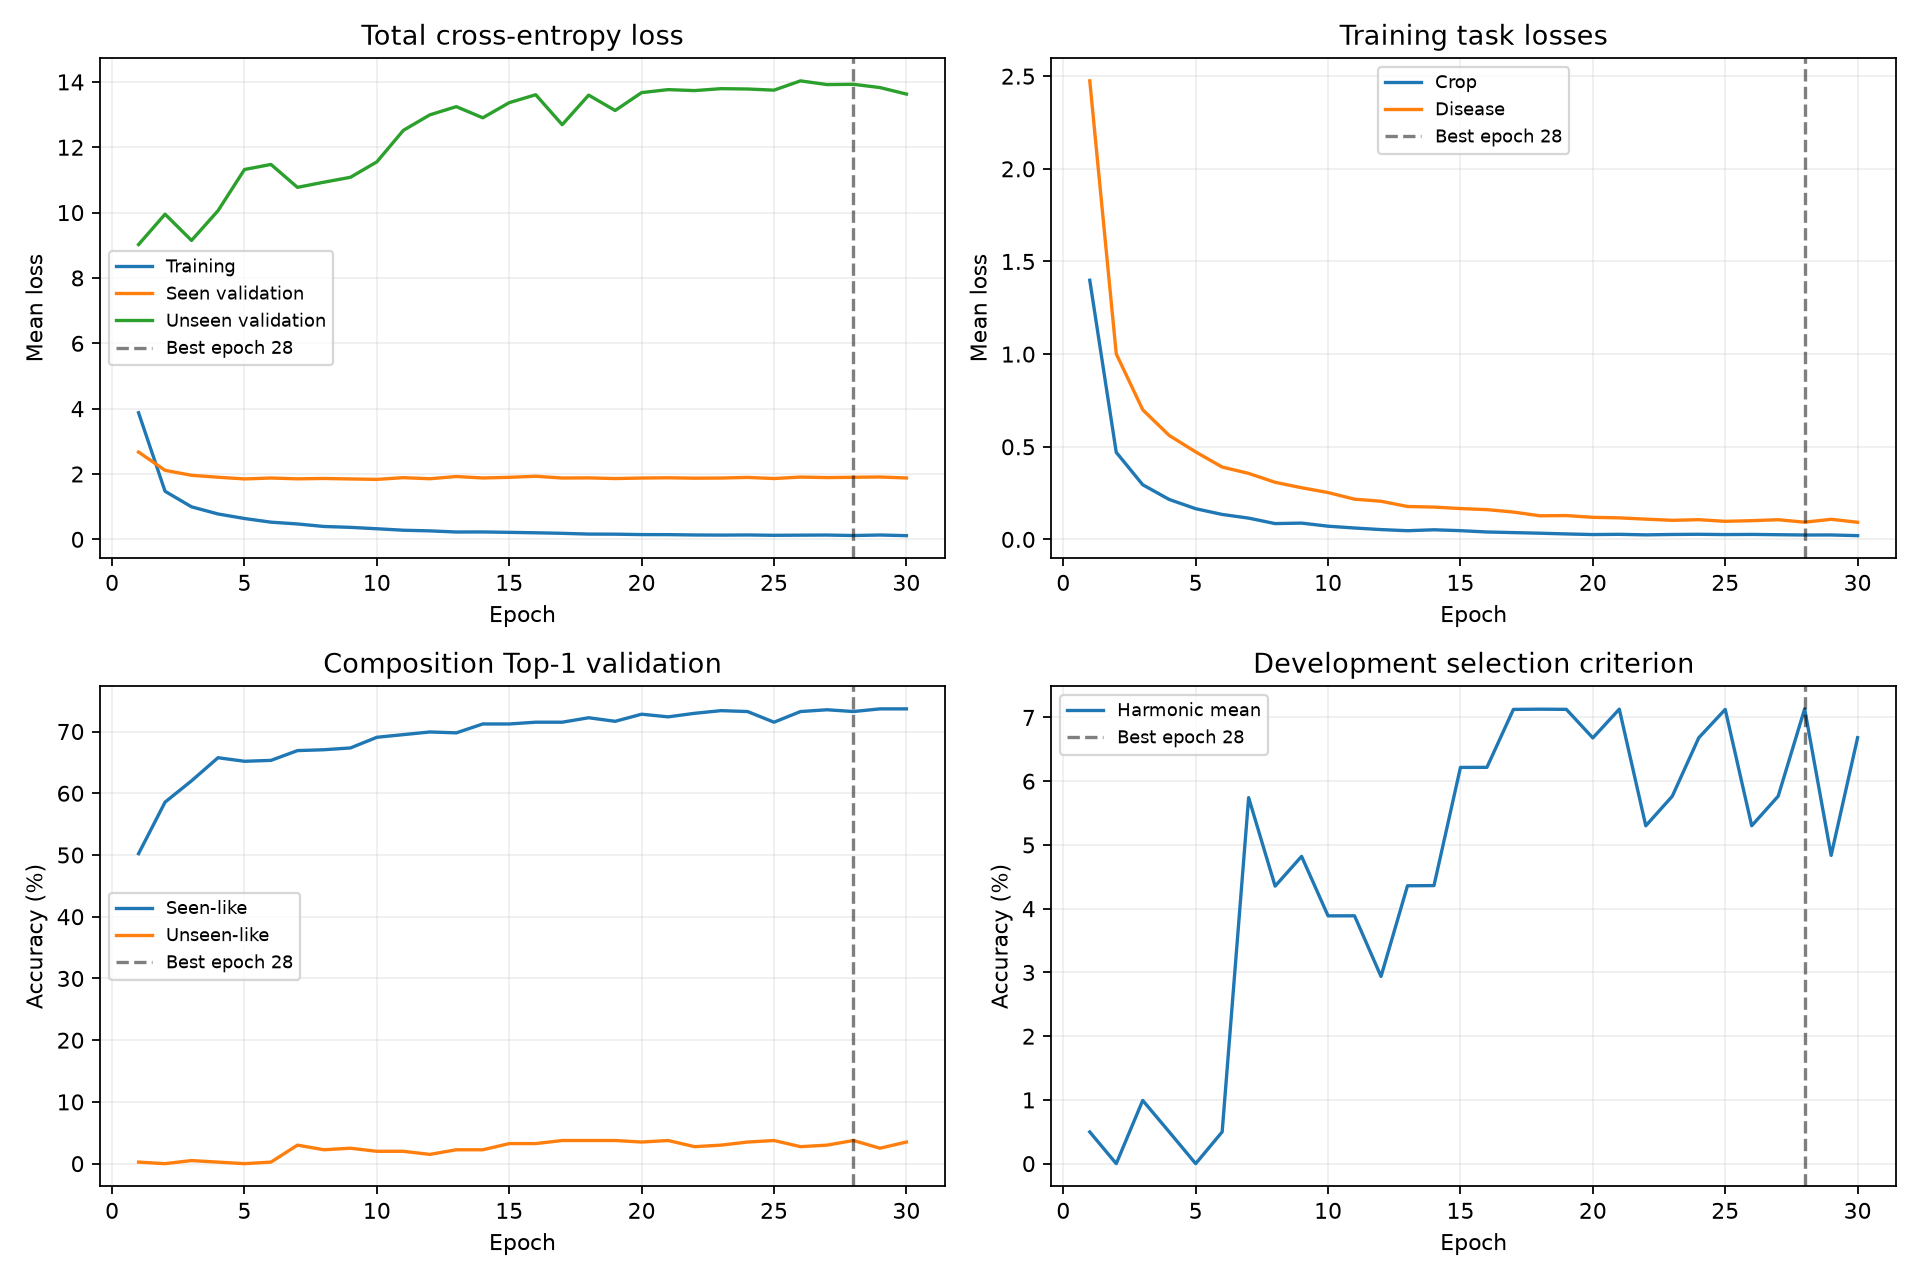 Total cross-entropy loss
Mean loss
14
12
10
8
6
4
2
0
Training
Seen validation
Unseen validation
Best epoch 28
0 5 10 15 20 25 30
Epoch
Training task losses
Mean loss
2.5
2.0
1.5
1.0
0.5
0.0
Crop
Disease
Best epoch 28
0 5 10 15 20 25 30
Epoch
Composition Top-1 validation
Accuracy (%)
70
60
50
40
30
20
10
0
Seen-like
Unseen-like
Best epoch 28
0 5 10 15 20 25 30
Epoch
Development selection criterion
Accuracy (%)
7
6
5
4
3
2
1
0
Harmonic mean
Best epoch 28
0 5 10 15 20 25 30
Epoch